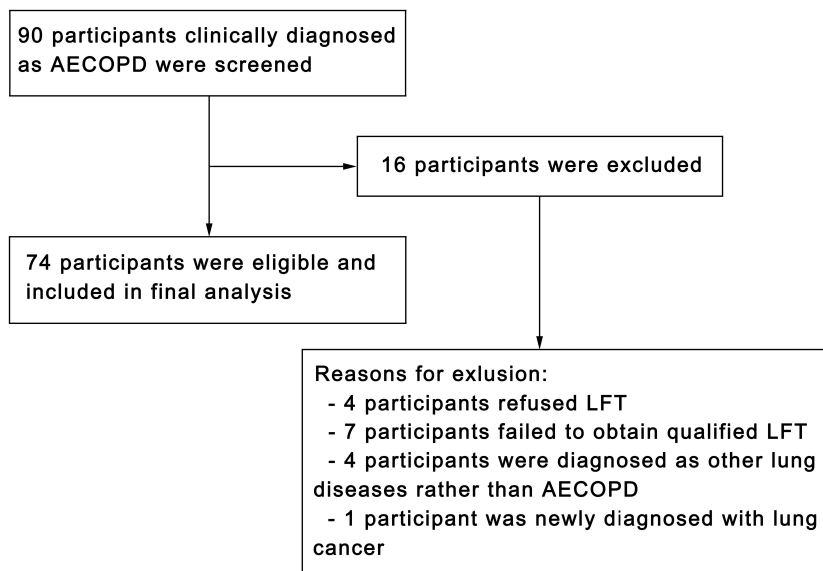 90 participants clinically diagnosed
as AECOPD were screened
16 participants were excluded
74 participants were eligible and
included in final analysis
Reasons for exlusion:
- 4 participants refused LFT
- 7 participants failed to obtain qualified LFT
- 4 participants were diagnosed as other lung
diseases rather than AECOPD
- 1 participant was newly diagnosed with lung
cancer